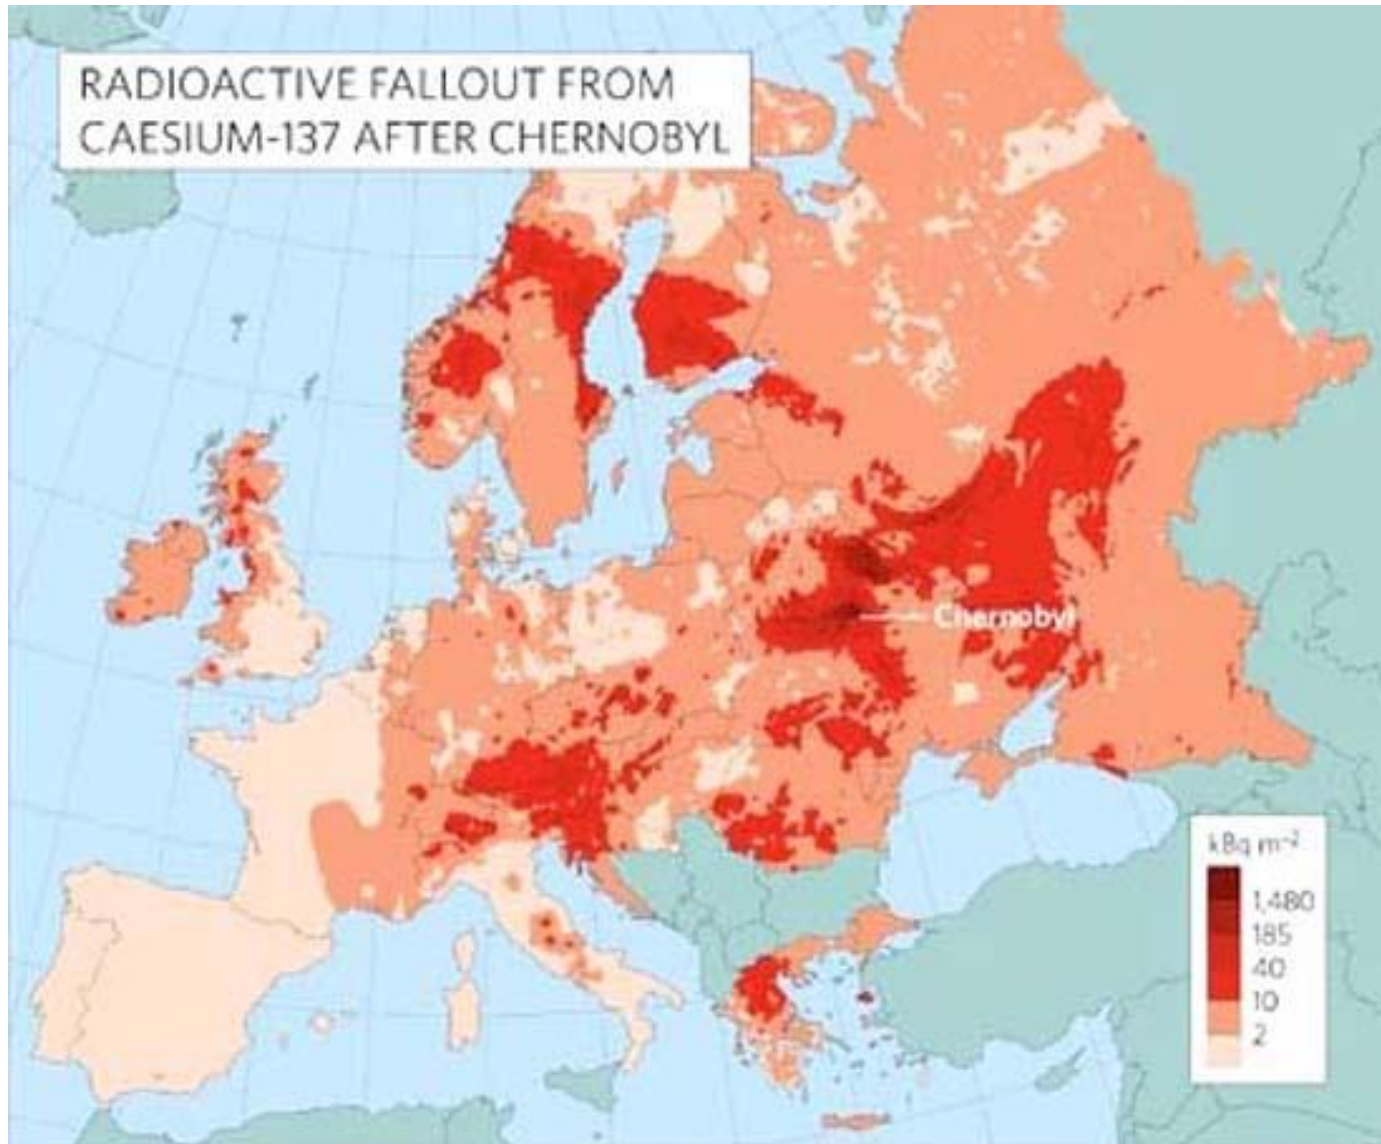 RADIOACTIVE FALLOUT FROM
CAESIUM-137 AFTER CHERNOBYL
Chernobyl
kBq m⁻²
1,480
185
40
10
2